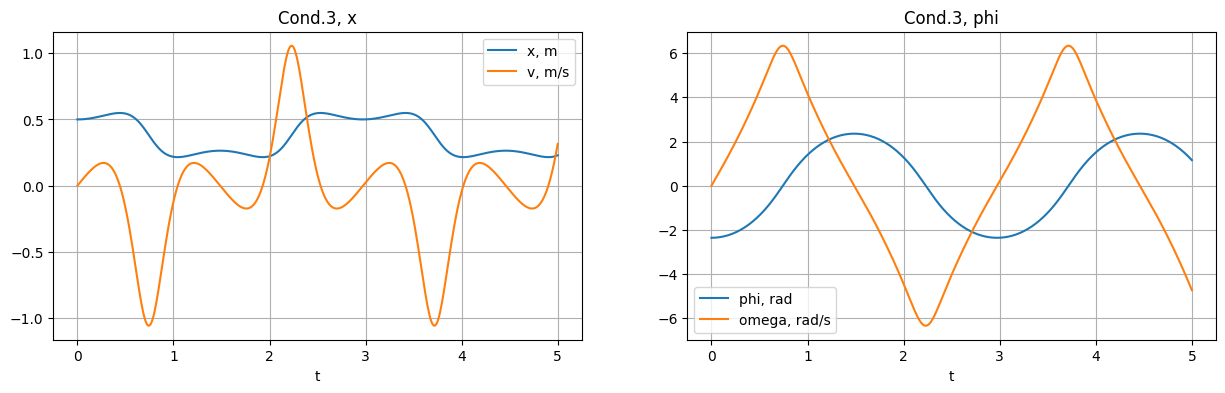 Cond.3, x
x, m
v, m/s
1.0
0.5
0.0
−0.5
−1.0
0 1 2 3 4 5
t
Cond.3, phi
6
4
2
0
−2
−4
−6
phi, rad
omega, rad/s
0 1 2 3 4 5
t